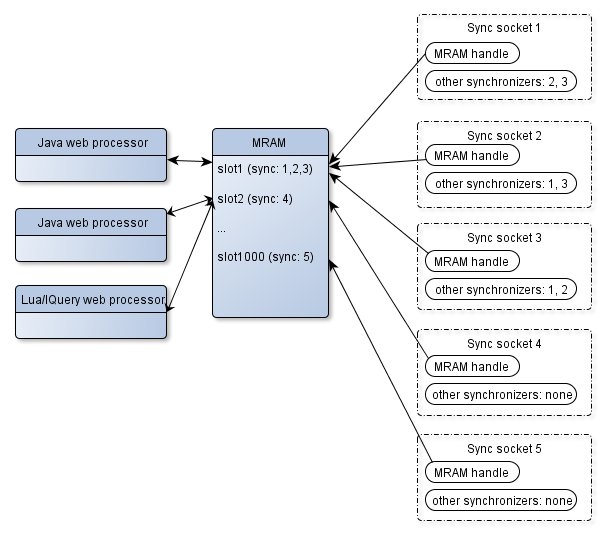 Java web processor
Java web processor
Lua/IQuery web processor
MRAM
slot1 (sync: 1,2,3)
slot2 (sync: 4)
...
slot1000 (sync: 5)
Sync socket 1
MRAM handle
other synchronizers: 2, 3
Sync socket 2
MRAM handle
other synchronizers: 1, 3
Sync socket 3
MRAM handle
other synchronizers: 1, 2
Sync socket 4
MRAM handle
other synchronizers: none
Sync socket 5
MRAM handle
other synchronizers: none